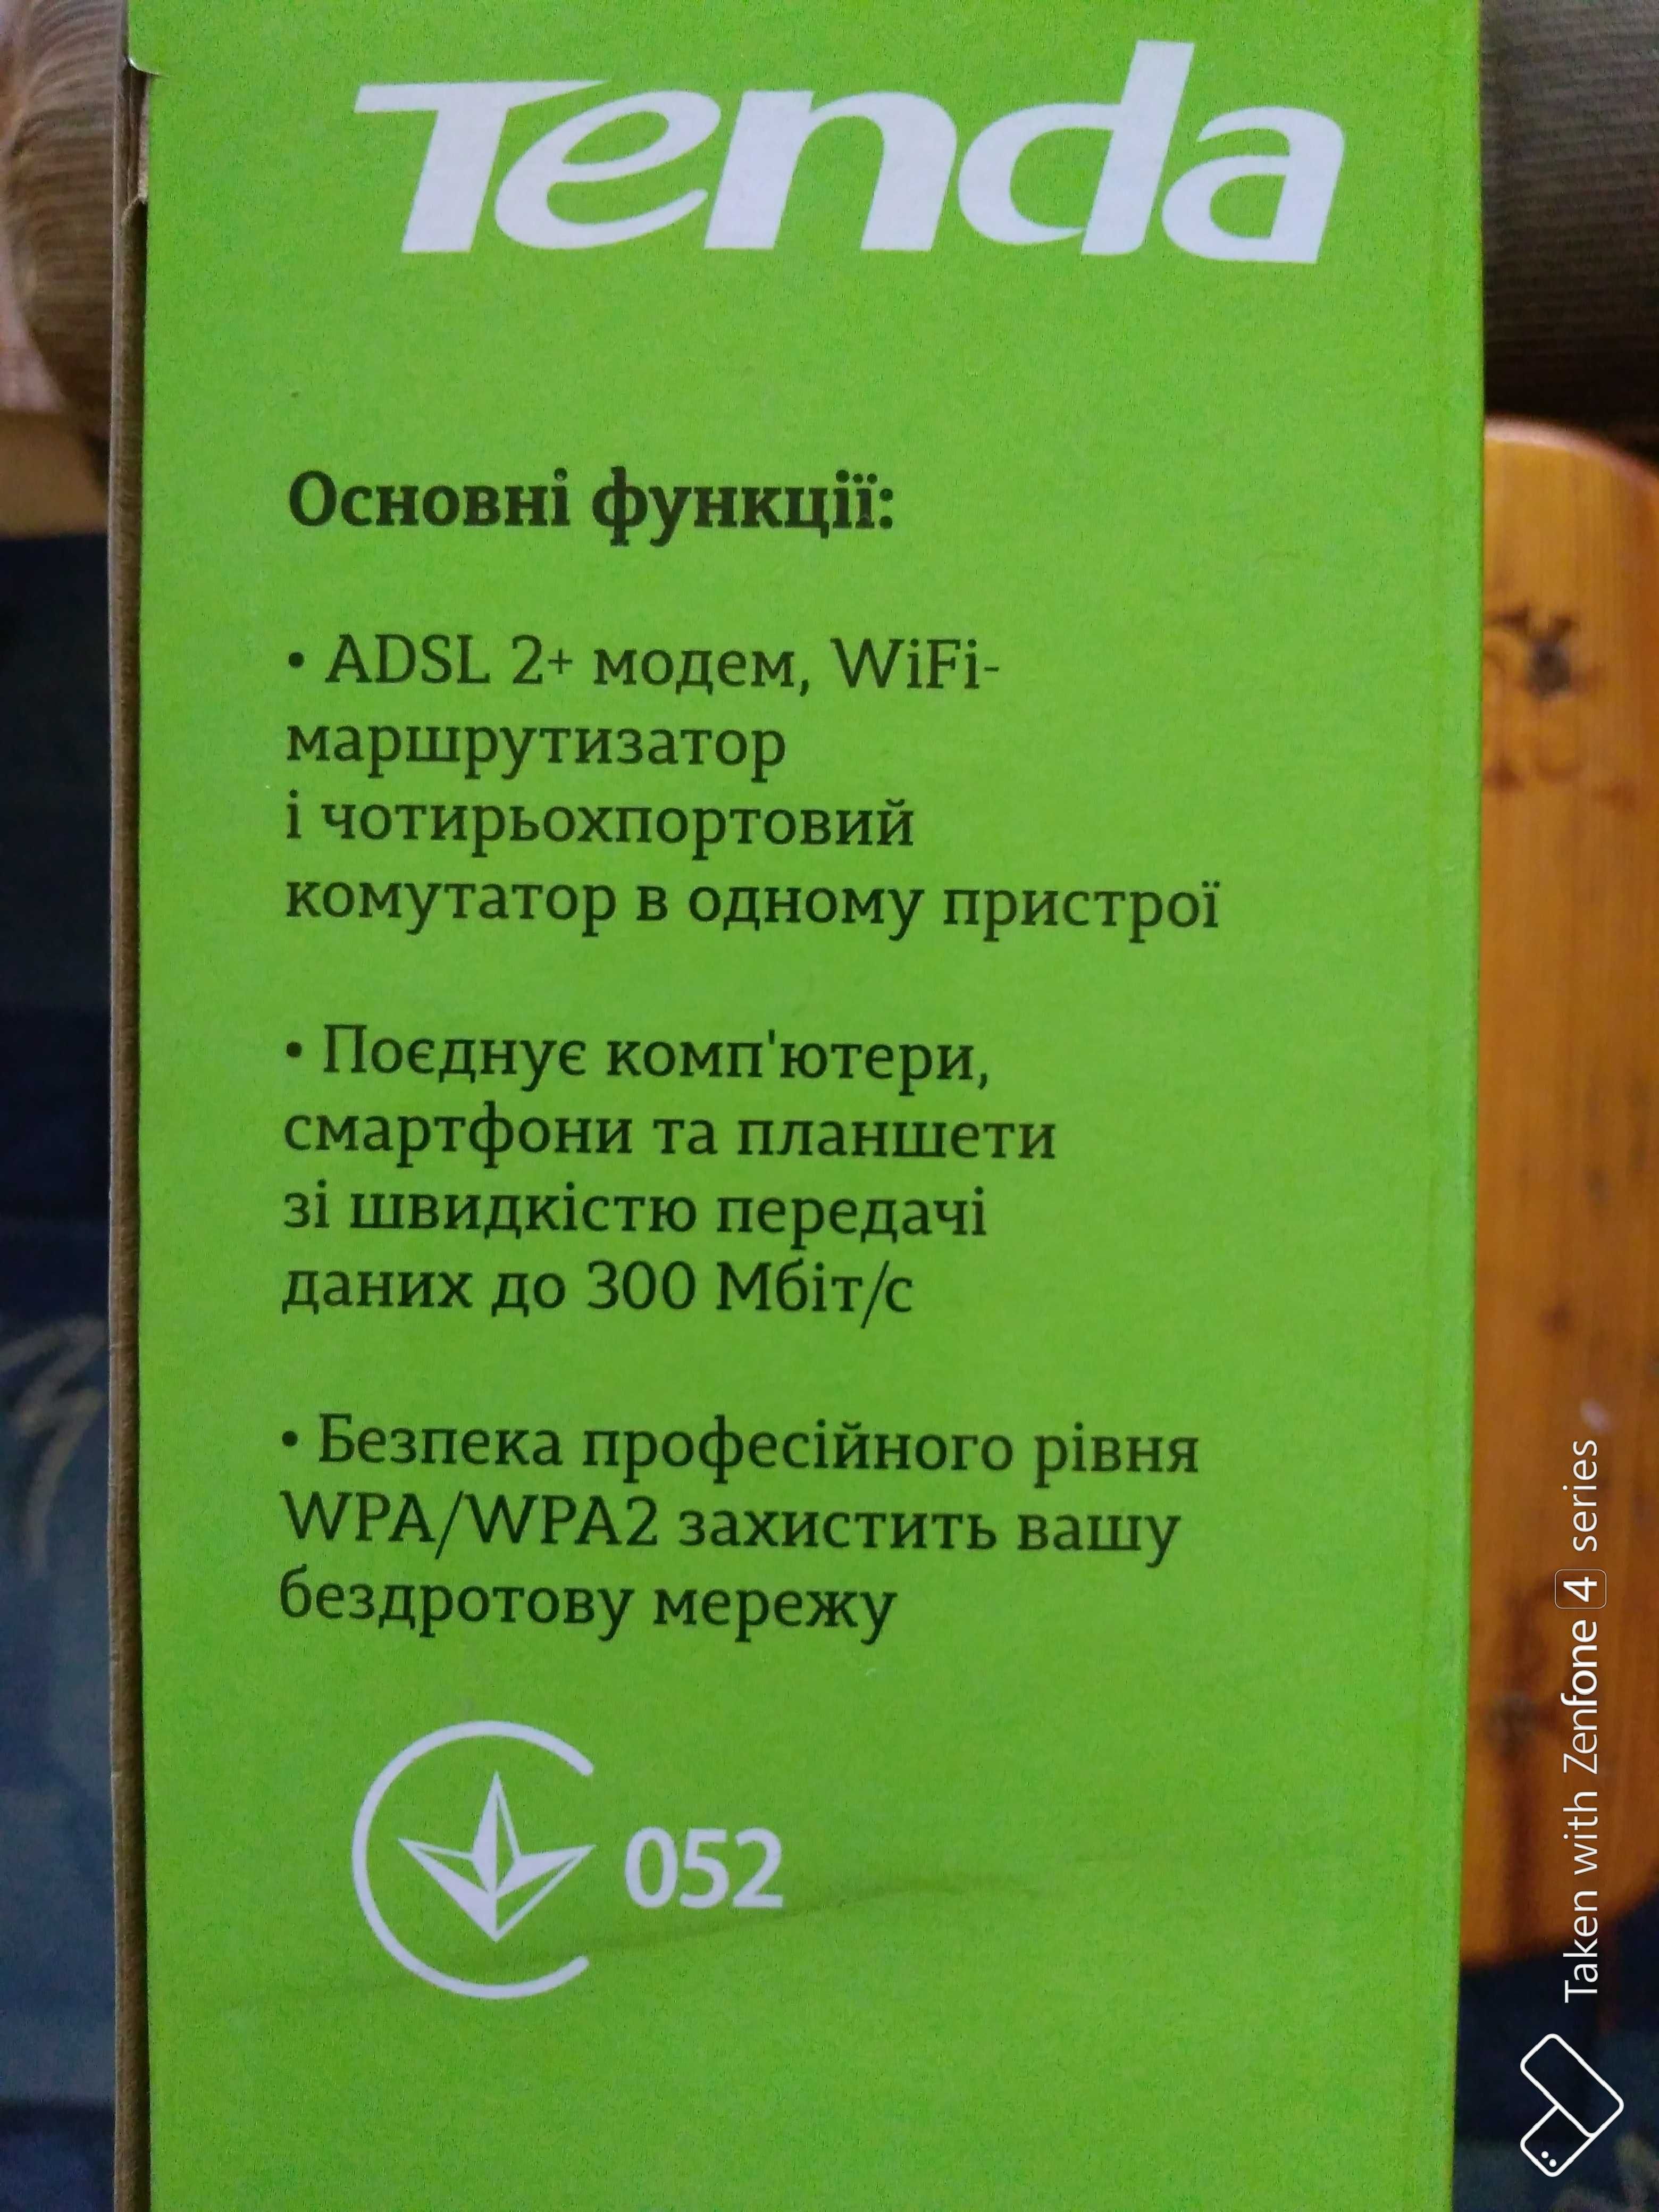 Tenda
Основні функції:
• ADSL 2+ модем, WiFi-
маршрутизатор
і чотирьохпортовий
комутатор в одному пристрої
• Поєднує комп'ютери,
смартфони та планшети
зі швидкістю передачі
даних до 300 Мбіт/с
• Безпека професійного рівня
WPA/WPA2 захистить вашу
бездротову мережу
052
Taken with Zenfone 4 series